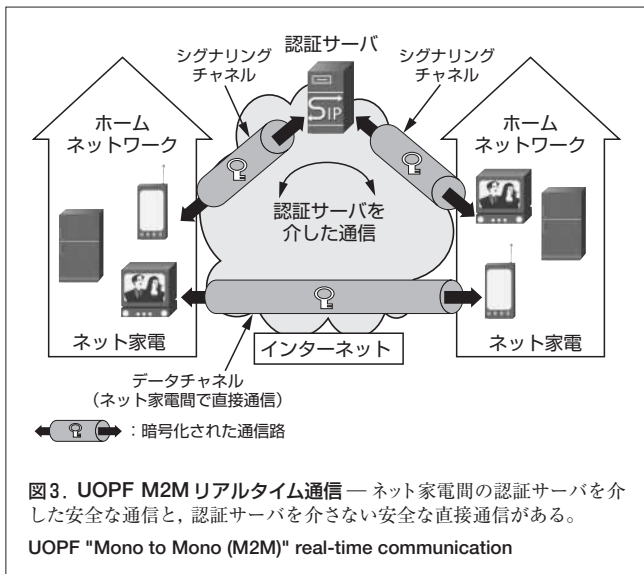 認証サーバ
シグナリング
チャネル
シグナリング
チャネル
SIP
ホーム
ネットワーク
ホーム
ネットワーク
認証サーバを
介した通信
ネット家電
インターネット
ネット家電
データチャネル
(ネット家電間で直接通信)
:暗号化された通信路
図3. UOPF M2M リアルタイム通信 — ネット家電間の認証サーバを介
した安全な通信と,認証サーバを介さない安全な直接通信がある。
UOPF "Mono to Mono (M2M)" real-time communication